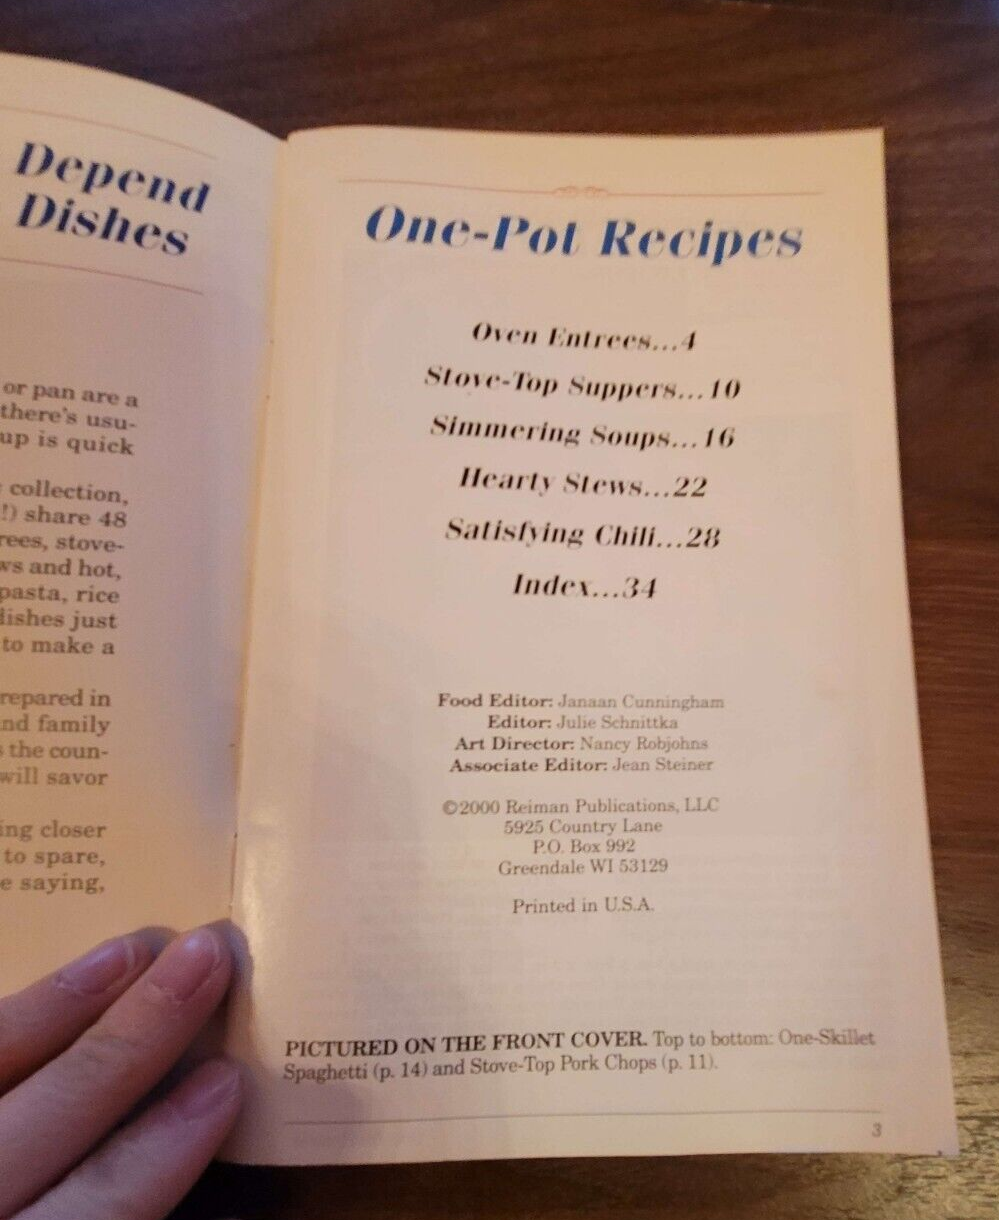 Depend
Dishes
or pan are a
there's usu-
up is quick
collection,
!) share 48
rees, stove-
ws and hot,
pasta, rice
dishes just
to make a
repared in
nd family
s the coun-
will savor
ing closer
to spare,
e saying,
One-Pot Recipes
Oven Entrees...4
Stove-Top Suppers...10
Simmering Soups...16
Hearty Stews...22
Satisfying Chili...28
Index...34
Food Editor: Janaan Cunningham
Editor: Julie Schnittka
Art Director: Nancy Robjohns
Associate Editor: Jean Steiner
©2000 Reiman Publications, LLC
5925 Country Lane
P.O. Box 992
Greendale WI 53129
Printed in U.S.A.
PICTURED ON THE FRONT COVER. Top to bottom: One-Skillet
Spaghetti (p. 14) and Stove-Top Pork Chops (p. 11).
3